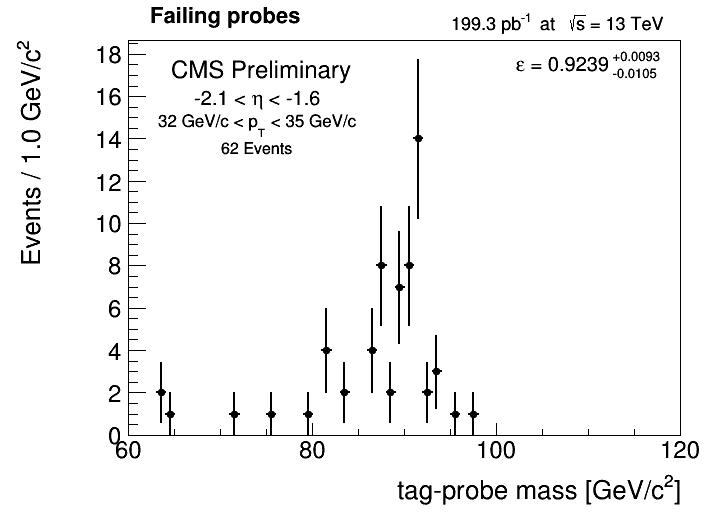 Failing probes
199.3 pb⁻¹ at √s = 13 TeV
CMS Preliminary
-2.1 < η < -1.6
32 GeV/c < p_T < 35 GeV/c
62 Events
ε = 0.9239 +0.0093 -0.0105
Events / 1.0 GeV/c²
18
16
14
12
10
8
6
4
2
0
60 80 100 120
tag-probe mass [GeV/c²]